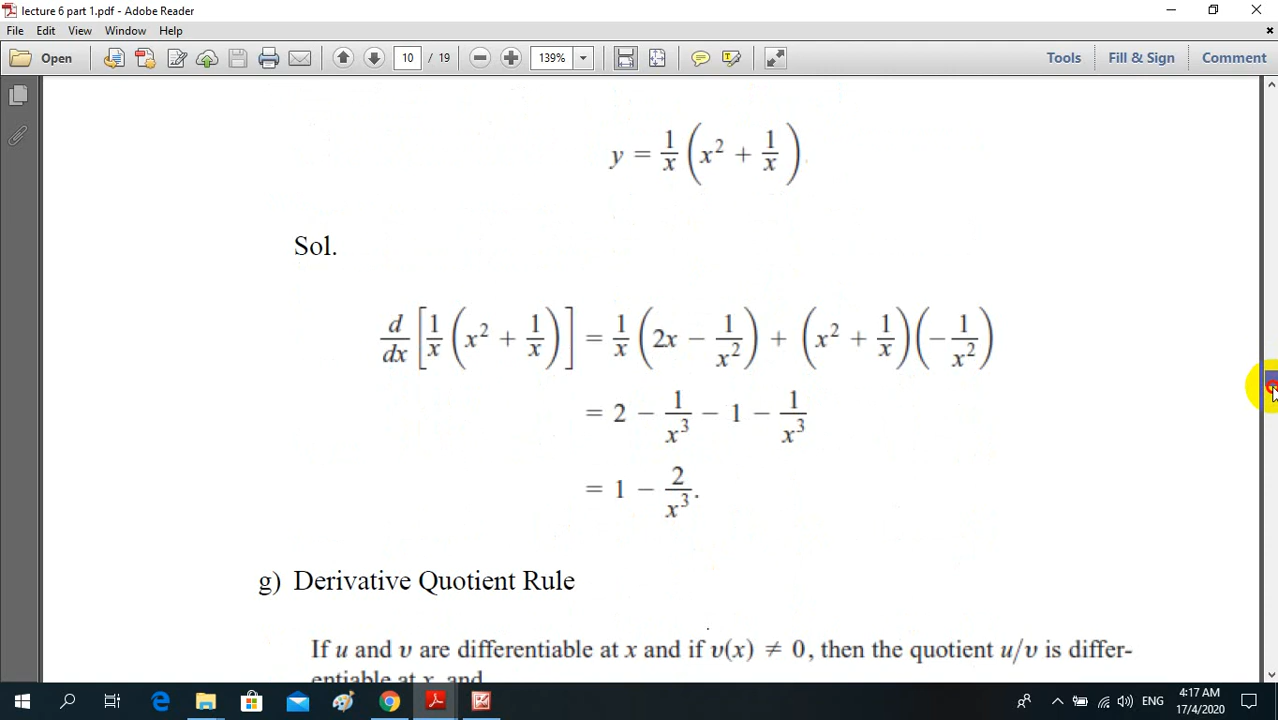 lecture 6 part 1.pdf - Adobe Reader
File Edit View Window Help
Open 10 / 19 139% Tools Fill & Sign Comment
y = 1/x (x² + 1/x)
Sol.
d/dx [1/x (x² + 1/x)] = 1/x (2x − 1/x²) + (x² + 1/x)(−1/x²)
= 2 − 1/x³ − 1 − 1/x³
= 1 − 2/x³.
g) Derivative Quotient Rule
If u and v are differentiable at x and if v(x) ≠ 0, then the quotient u/v is differ-
entiable at x, and
ENG 4:17 AM
17/4/2020